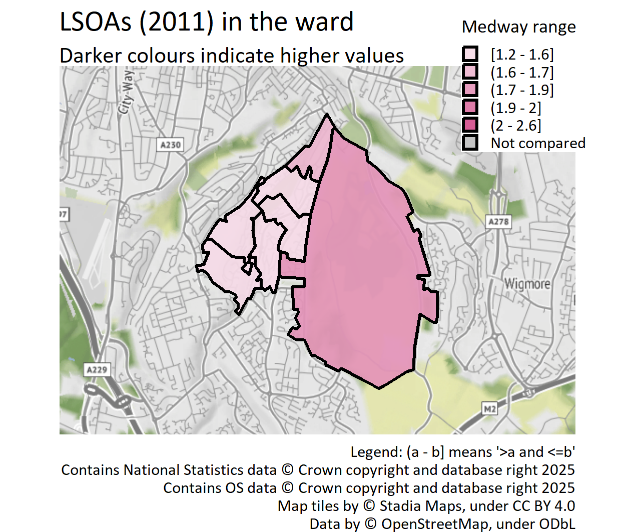 LSOAs (2011) in the ward
Darker colours indicate higher values
Medway range
[1.2 - 1.6]
(1.6 - 1.7]
(1.7 - 1.9]
(1.9 - 2]
(2 - 2.6]
Not compared
City Way
A230
A278
Wigmore
A229
M2
Legend: (a - b] means '>a and <=b'
Contains National Statistics data © Crown copyright and database right 2025
Contains OS data © Crown copyright and database right 2025
Map tiles by © Stadia Maps, under CC BY 4.0
Data by © OpenStreetMap, under ODbL